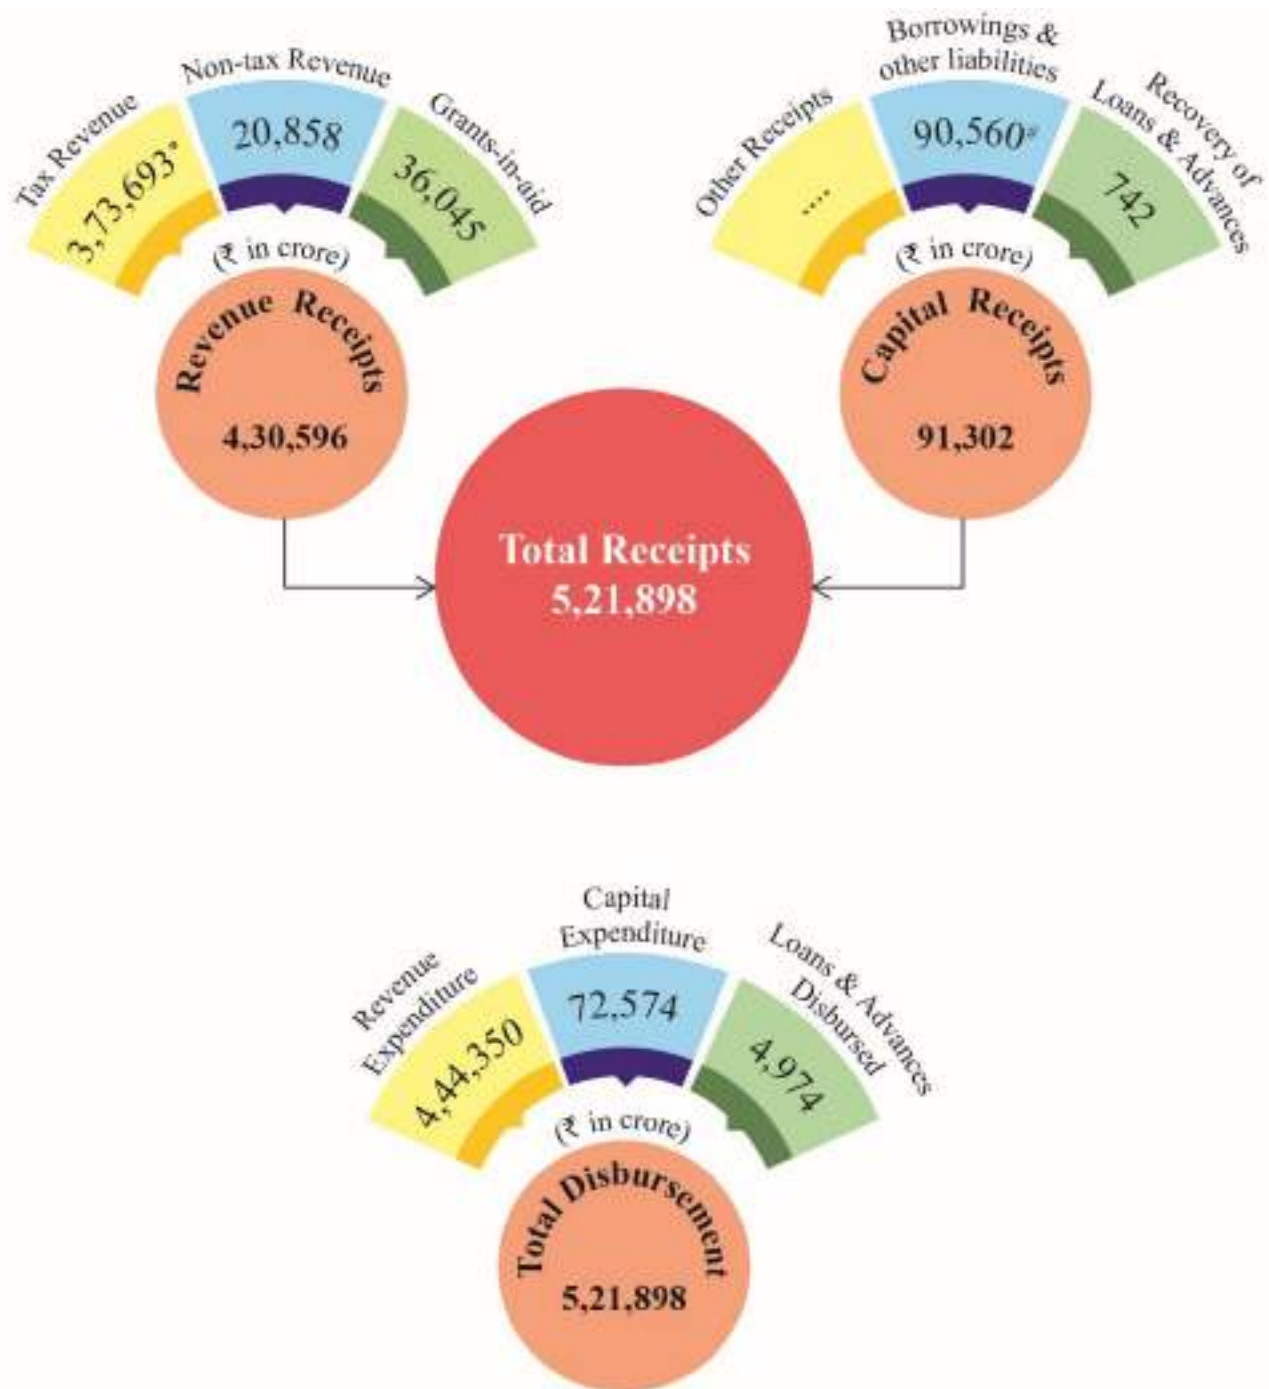 Tax Revenue
3,73,693*
Non-tax Revenue
20,858
Grants-in-aid
36,045
(₹ in crore)
Revenue Receipts
4,30,596
Other Receipts
....
Borrowings &
other liabilities
90,560#
Recovery of
Loans & Advances
742
(₹ in crore)
Capital Receipts
91,302
Total Receipts
5,21,898
Revenue
Expenditure
4,44,350
Capital
Expenditure
72,574
Loans & Advances
Disbursed
4,974
(₹ in crore)
Total Disbursement
5,21,898